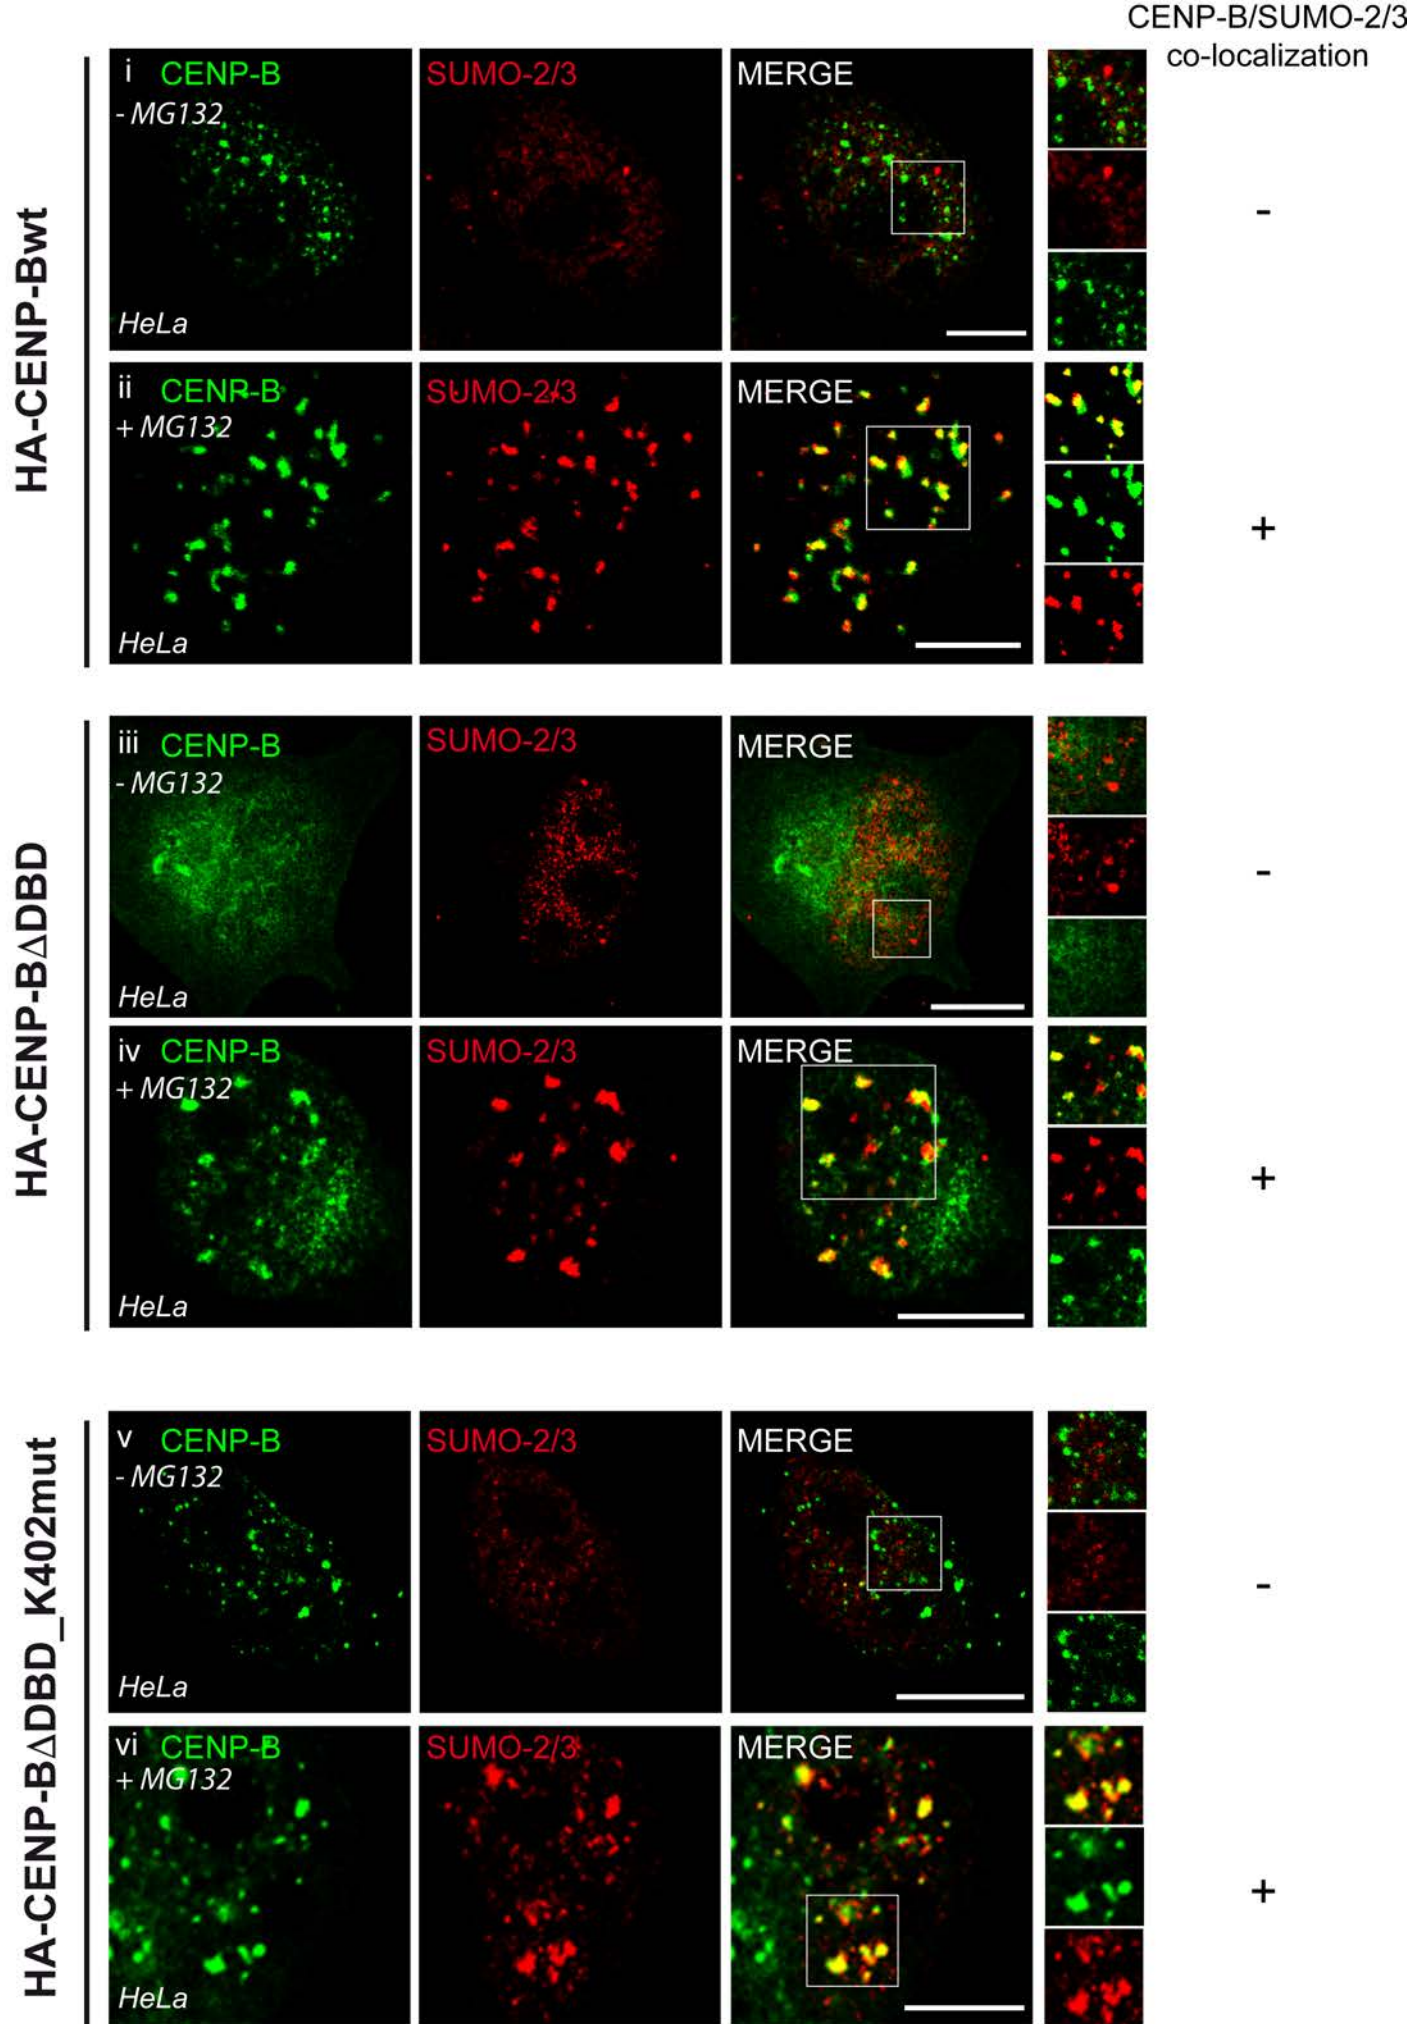 CENP-B/SUMO-2/3
co-localization
HA-CENP-Bwt
i CENP-B SUMO-2/3 MERGE
- MG132
HeLa
-
ii CENP-B SUMO-2/3 MERGE
+ MG132
HeLa
+
HA-CENP-BΔDBD
iii CENP-B SUMO-2/3 MERGE
- MG132
HeLa
-
iv CENP-B SUMO-2/3 MERGE
+ MG132
HeLa
+
HA-CENP-BΔDBD_K402mut
v CENP-B SUMO-2/3 MERGE
- MG132
HeLa
-
vi CENP-B SUMO-2/3 MERGE
+ MG132
HeLa
+